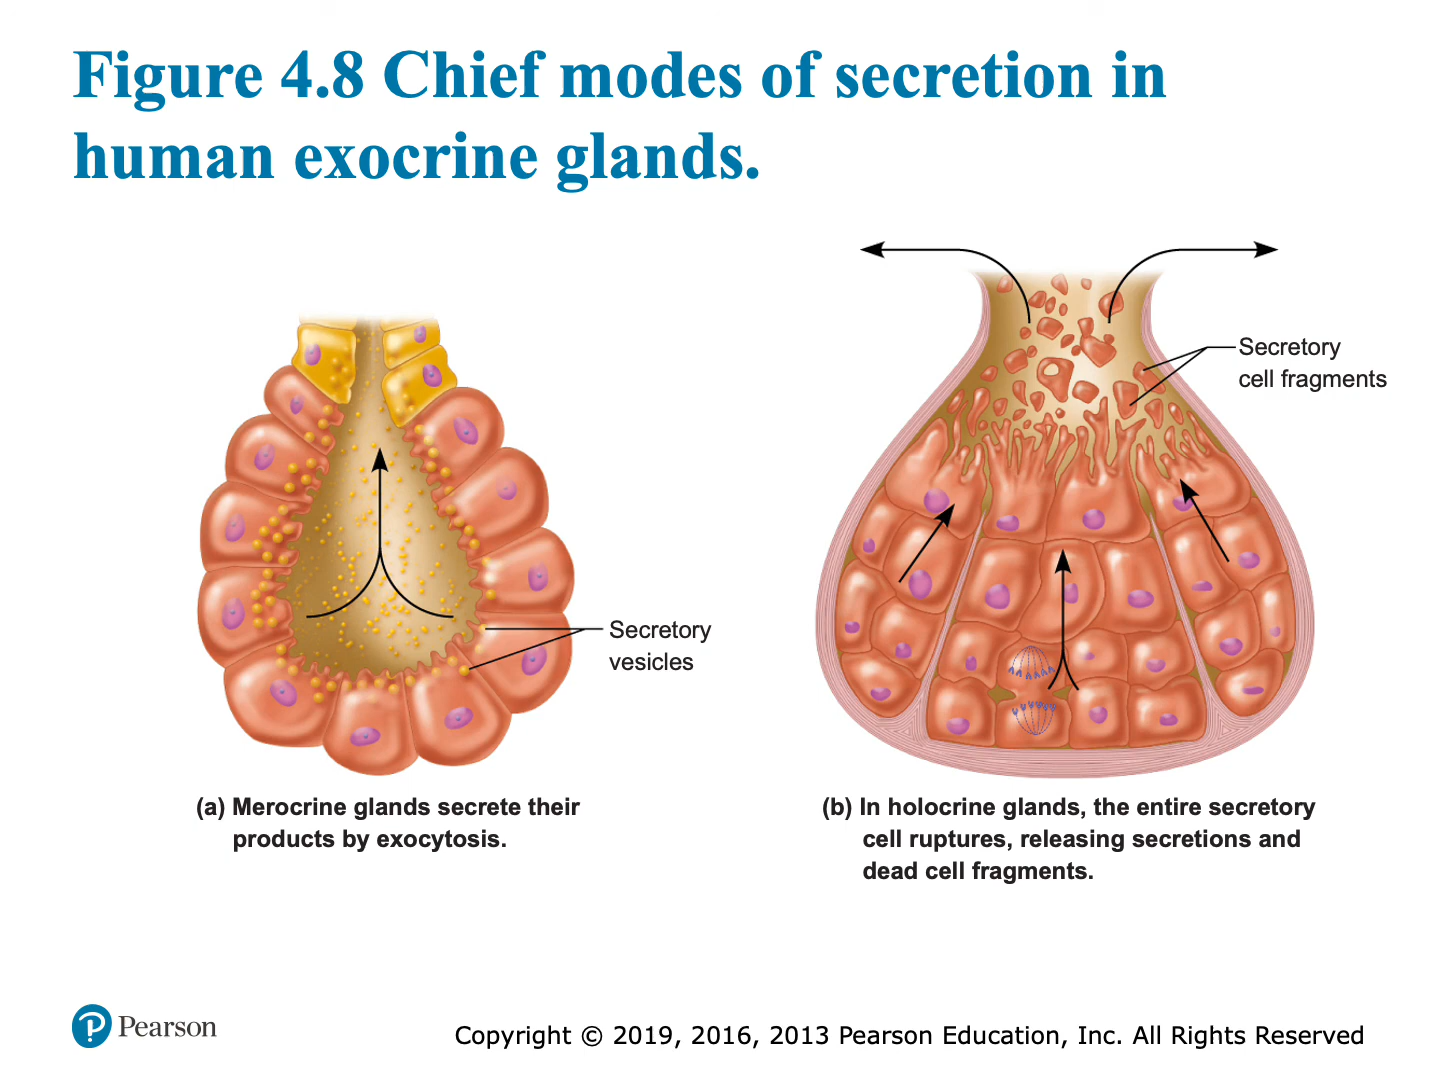 Figure 4.8 Chief modes of secretion in
human exocrine glands.
Secretory
cell fragments
Secretory
vesicles
(a) Merocrine glands secrete their
products by exocytosis.
(b) In holocrine glands, the entire secretory
cell ruptures, releasing secretions and
dead cell fragments.
Pearson
Copyright © 2019, 2016, 2013 Pearson Education, Inc. All Rights Reserved